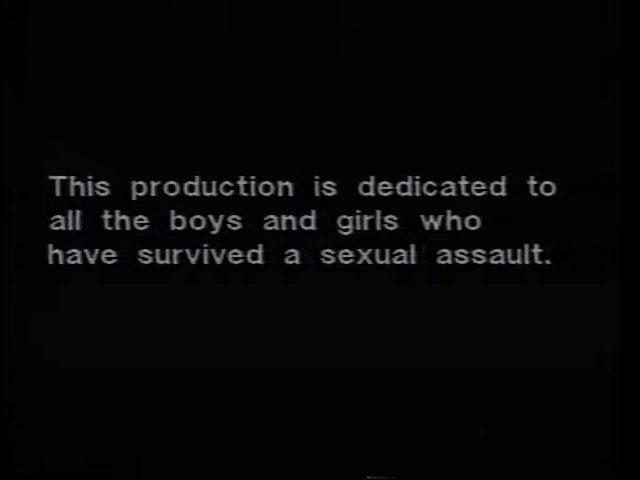 This production is dedicated to
all the boys and girls who
have survived a sexual assault.